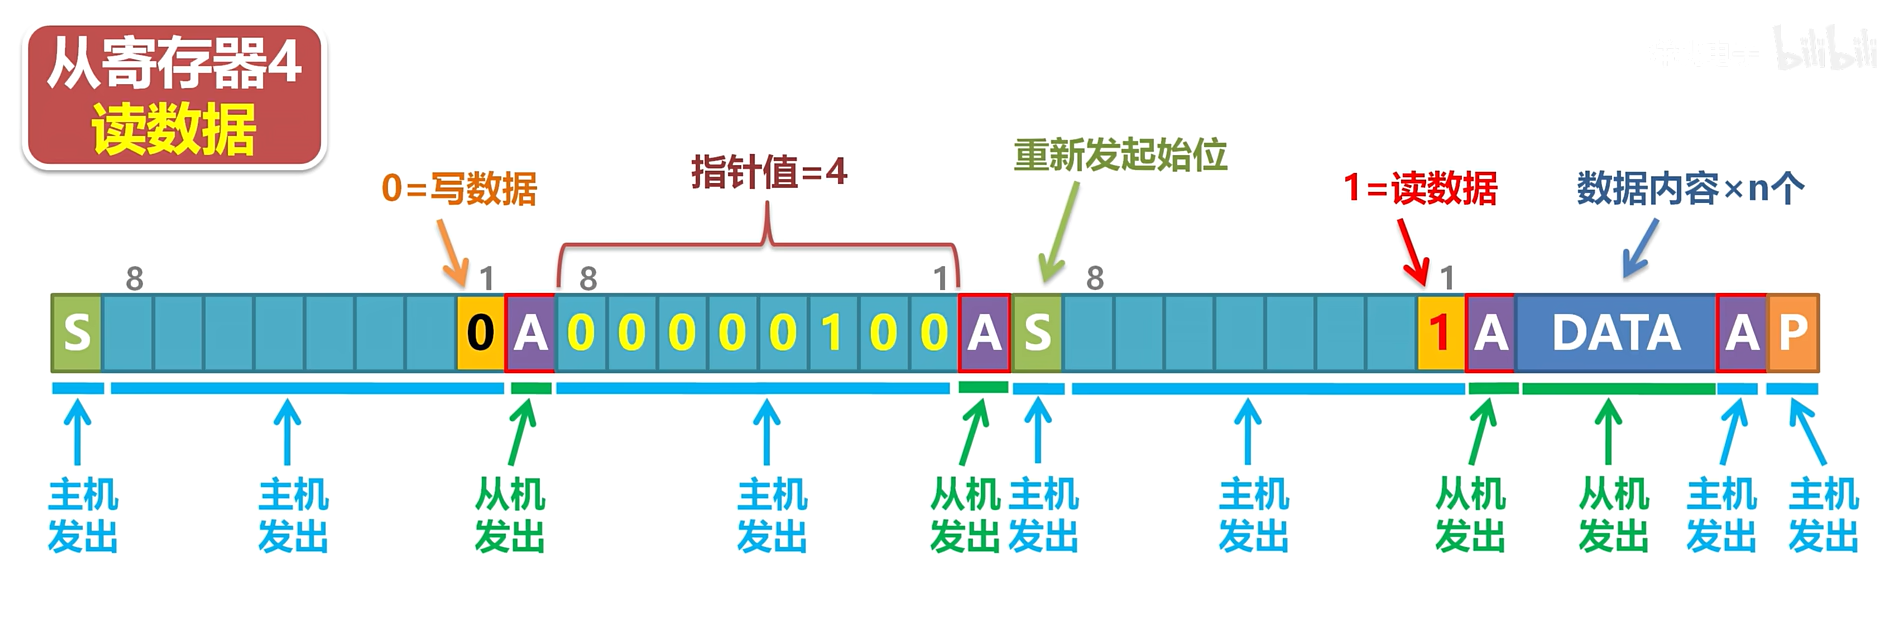 从寄存器4
读数据
bilibili
重新发起始位
指针值=4
0=写数据
1=读数据
数据内容×n个
8 1 8 1 8 1
S 0 A 0 0 0 0 0 1 0 0 A S 1 A DATA A P
主机
发出
主机
发出
从机
发出
主机
发出
从机
发出
主机
发出
主机
发出
从机
发出
从机
发出
主机
发出
主机
发出